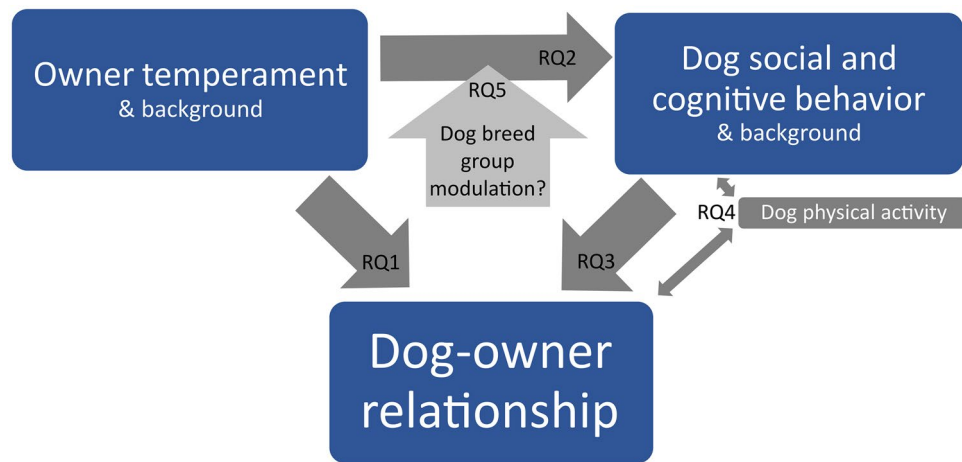 Owner temperament
& background
RQ2
Dog social and
cognitive behavior
& background
RQ5
Dog breed
group
modulation?
RQ1
RQ3
RQ4
Dog physical activity
Dog-owner
relationship